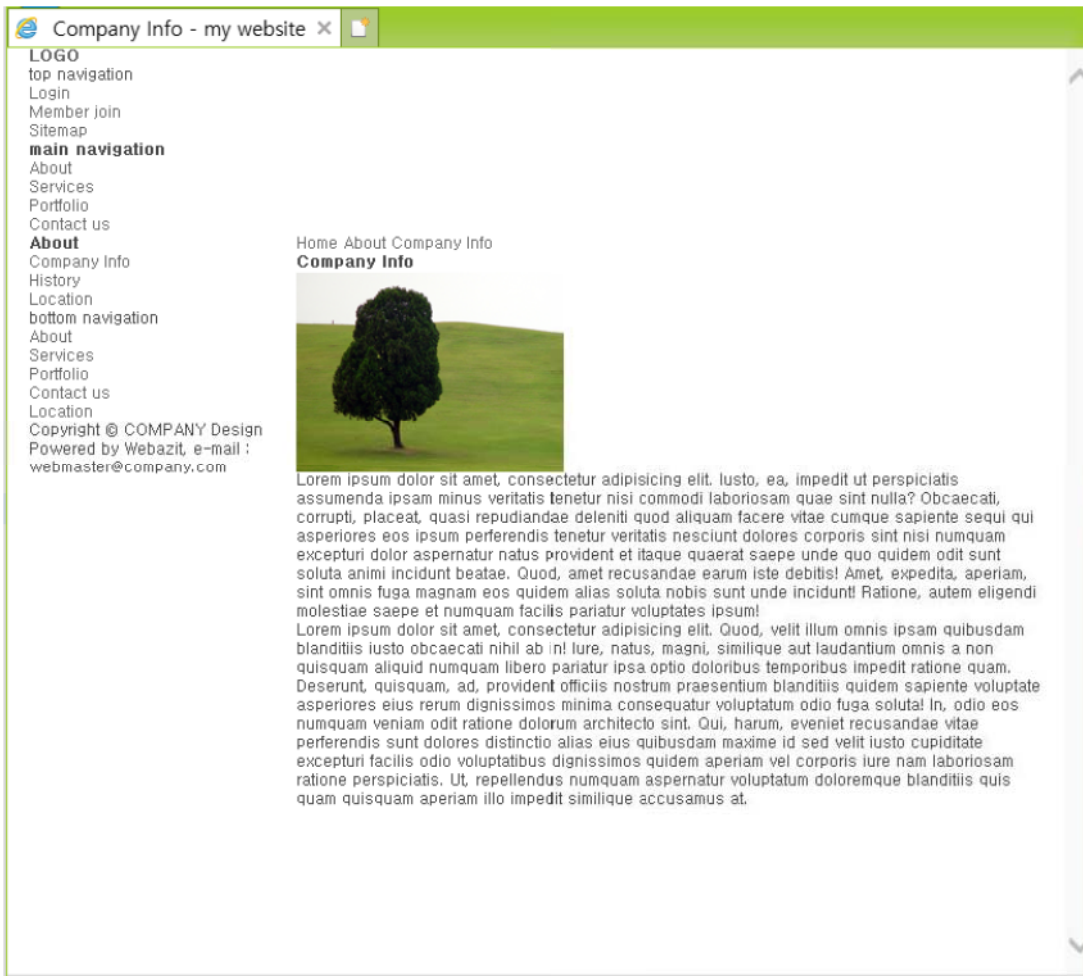 Company Info - my website
LOGO
top navigation
Login
Member join
Sitemap
main navigation
About
Services
Portfolio
Contact us
About
Company Info
History
Location
bottom navigation
About
Services
Portfolio
Contact us
Location
Copyright © COMPANY Design
Powered by Webazit, e-mail :
webmaster@company.com
Home About Company Info
Company Info
Lorem ipsum dolor sit amet, consectetur adipisicing elit. Iusto, ea, impedit ut perspiciatis
assumenda ipsam minus veritatis tenetur nisi commodi laboriosam quae sint nulla? Obcaecati,
corrupti, placeat, quasi repudiandae deleniti quod aliquam facere vitae cumque sapiente sequi qui
asperiores eos ipsum perferendis tenetur veritatis nesciunt dolores corporis sint nisi numquam
excepturi dolor aspernatur natus provident et itaque quaerat saepe unde quo quidem odit sunt
soluta animi incidunt beatae. Quod, amet recusandae earum iste debitis! Amet, expedita, aperiam,
sint omnis fuga magnam eos quidem alias soluta nobis sunt unde incidunt! Ratione, autem eligendi
molestiae saepe et numquam facilis pariatur voluptates ipsum!
Lorem ipsum dolor sit amet, consectetur adipisicing elit. Quod, velit illum omnis ipsam quibusdam
blanditiis iusto obcaecati nihil ab in! Iure, natus, magni, similique aut laudantium omnis a non
quisquam aliquid numquam libero pariatur ipsa optio doloribus temporibus impedit ratione quam.
Deserunt, quisquam, ad, provident officiis nostrum praesentium blanditiis quidem sapiente voluptate
asperiores eius rerum dignissimos minima consequatur voluptatum odio fuga soluta! In, odio eos
numquam veniam odit ratione dolorum architecto sint. Qui, harum, eveniet recusandae vitae
perferendis sunt dolores distinctio alias eius quibusdam maxime id sed velit iusto cupiditate
excepturi facilis odio voluptatibus dignissimos quidem aperiam vel corporis iure nam laboriosam
ratione perspiciatis. Ut, repellendus numquam aspernatur voluptatum doloremque blanditiis quis
quam quisquam aperiam illo impedit similique accusamus at.